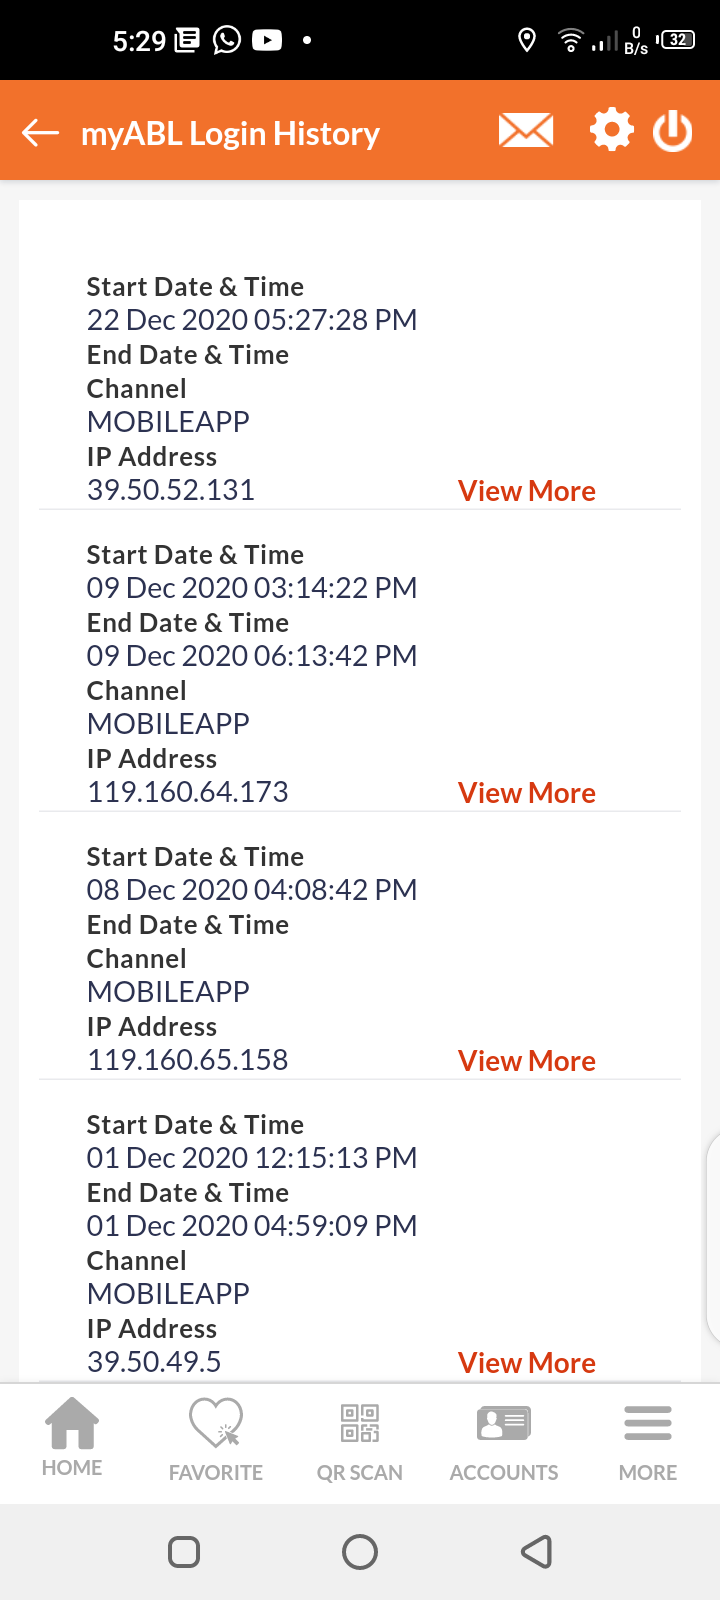 5:29
0
B/s
32
myABL Login History
Start Date & Time
22 Dec 2020 05:27:28 PM
End Date & Time
Channel
MOBILEAPP
IP Address
39.50.52.131 View More
Start Date & Time
09 Dec 2020 03:14:22 PM
End Date & Time
09 Dec 2020 06:13:42 PM
Channel
MOBILEAPP
IP Address
119.160.64.173 View More
Start Date & Time
08 Dec 2020 04:08:42 PM
End Date & Time
Channel
MOBILEAPP
IP Address
119.160.65.158 View More
Start Date & Time
01 Dec 2020 12:15:13 PM
End Date & Time
01 Dec 2020 04:59:09 PM
Channel
MOBILEAPP
IP Address
39.50.49.5 View More
HOME FAVORITE QR SCAN ACCOUNTS MORE